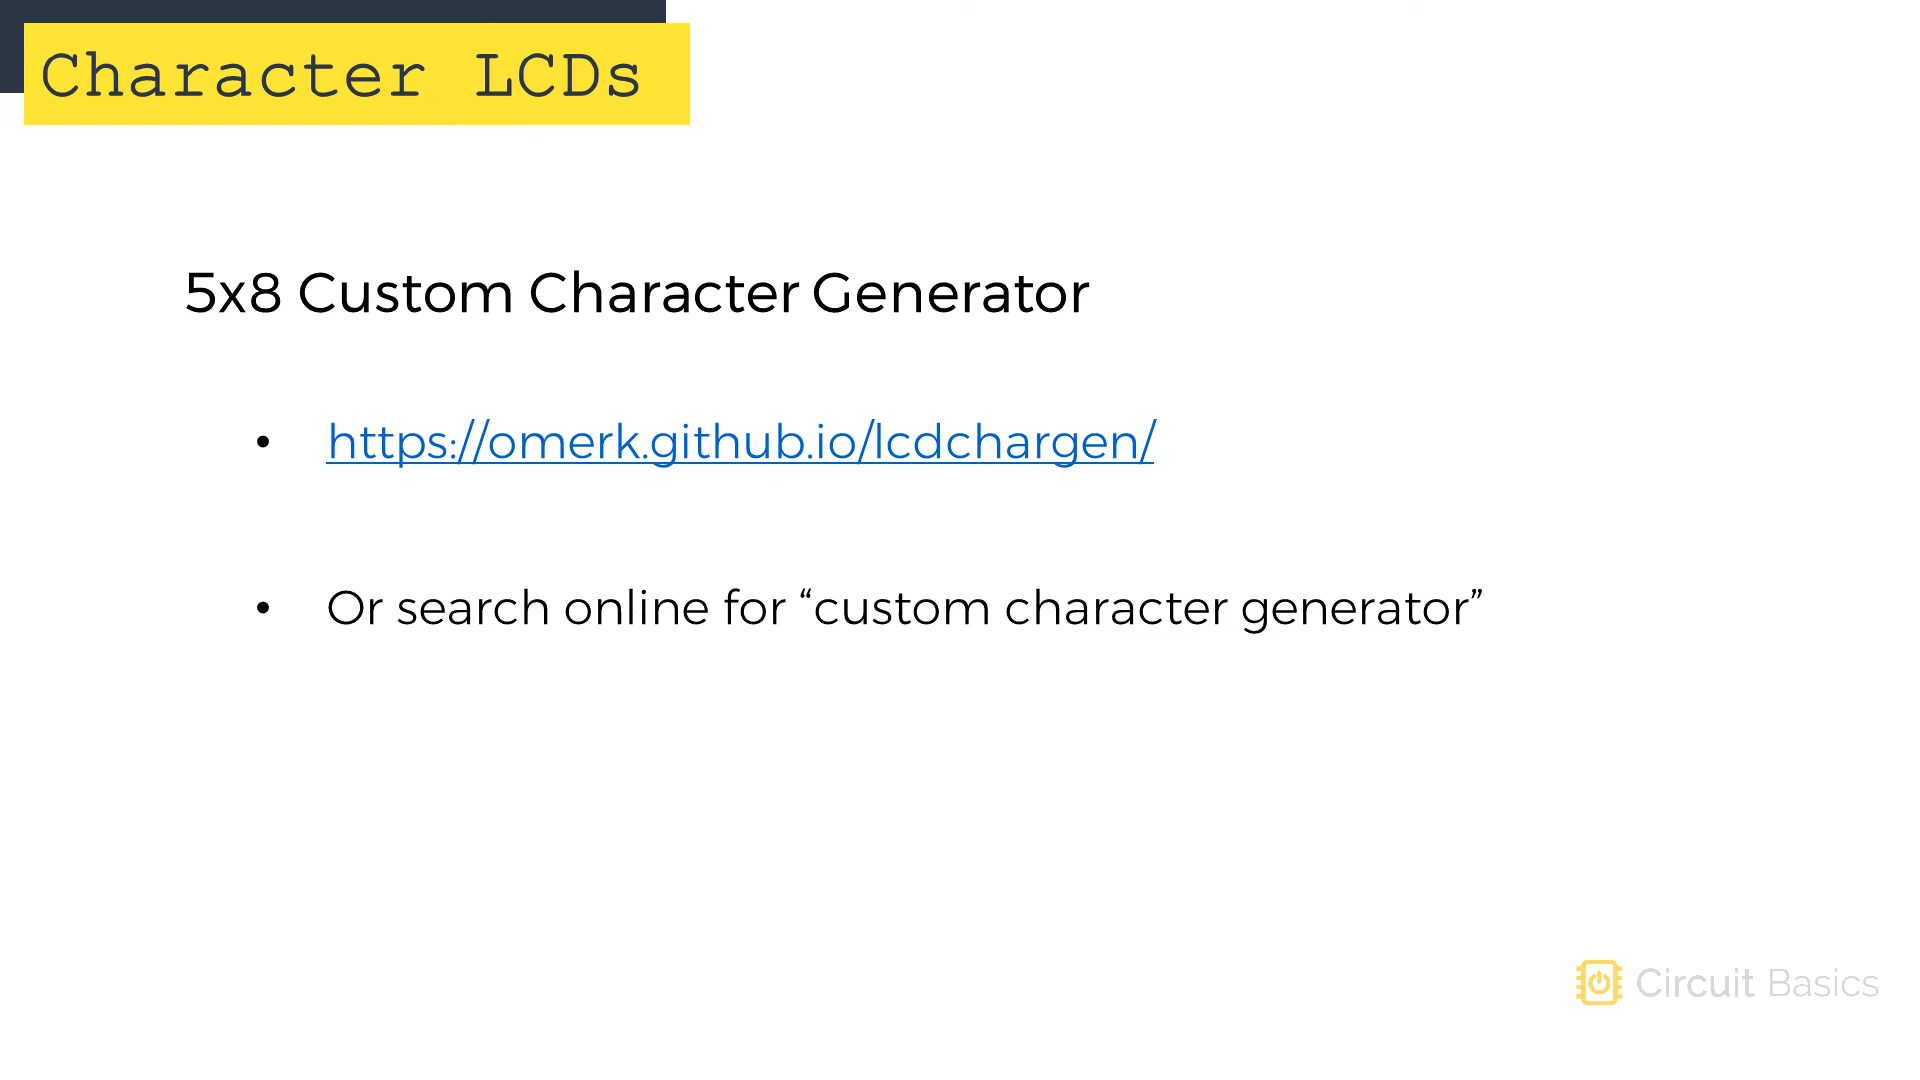 Character LCDs
5x8 Custom Character Generator
• https://omerk.github.io/lcdchargen/
• Or search online for “custom character generator”
Circuit Basics